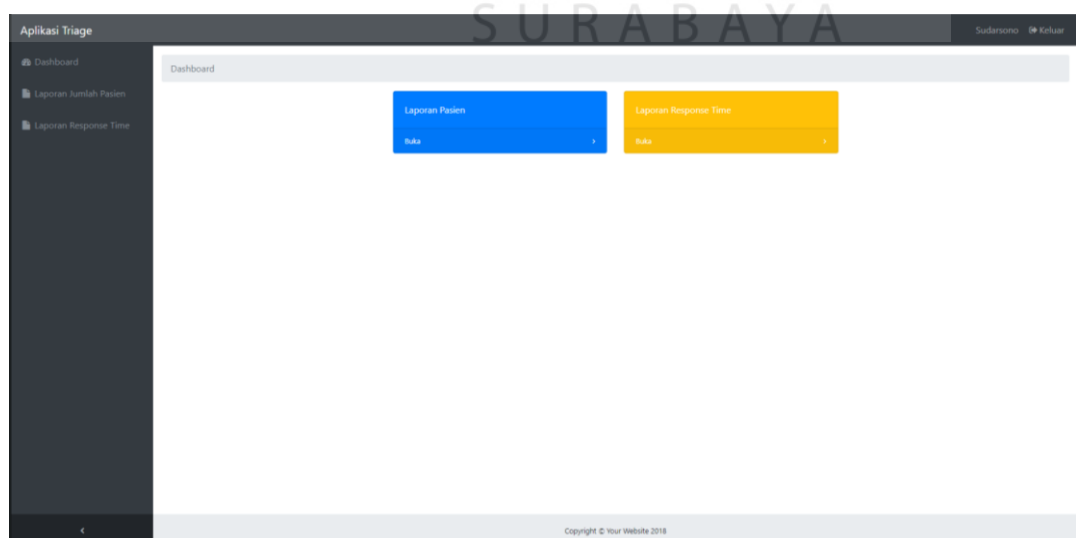 SURABAYA
Aplikasi Triage
Sudarsono Keluar
Dashboard
Laporan Jumlah Pasien
Laporan Response Time
Dashboard
Laporan Pasien
Buka
Laporan Response Time
Buka
Copyright © Your Website 2018